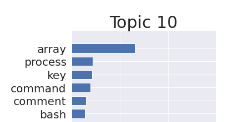 Topic 10
array
process
key
command
comment
bash